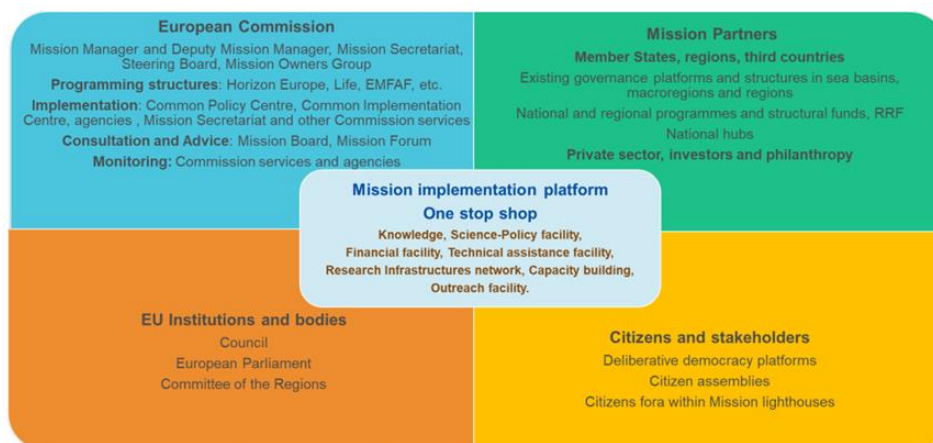 European Commission
Mission Manager and Deputy Mission Manager, Mission Secretariat,
Steering Board, Mission Owners Group
Programming structures: Horizon Europe, Life, EMFAF, etc.
Implementation: Common Policy Centre, Common Implementation
Centre, agencies , Mission Secretariat and other Commission services
Consultation and Advice: Mission Board, Mission Forum
Monitoring: Commission services and agencies
Mission Partners
Member States, regions, third countries
Existing governance platforms and structures in sea basins,
macroregions and regions
National and regional programmes and structural funds, RRF
National hubs
Private sector, investors and philanthropy
Mission implementation platform
One stop shop
Knowledge, Science-Policy facility,
Financial facility, Technical assistance facility,
Research Infrastructures network, Capacity building,
Outreach facility.
EU Institutions and bodies
Council
European Parliament
Committee of the Regions
Citizens and stakeholders
Deliberative democracy platforms
Citizen assemblies
Citizens fora within Mission lighthouses